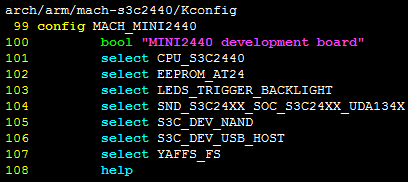 arch/arm/mach-s3c2440/Kconfig
99 config MACH_MINI2440
100 bool "MINI2440 development board"
101 select CPU_S3C2440
102 select EEPROM_AT24
103 select LEDS_TRIGGER_BACKLIGHT
104 select SND_S3C24XX_SOC_S3C24XX_UDA134X
105 select S3C_DEV_NAND
106 select S3C_DEV_USB_HOST
107 select YAFFS_FS
108 help